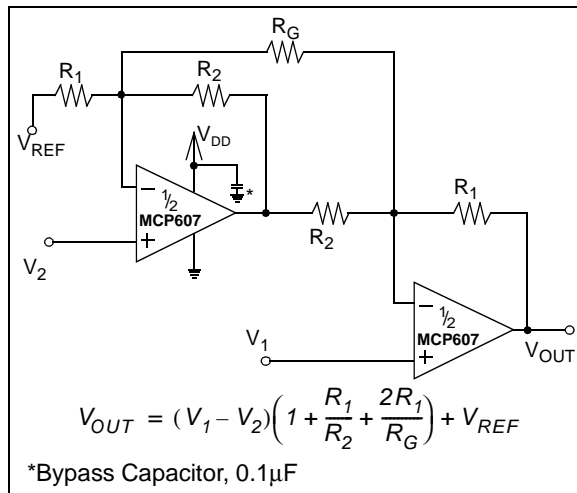 R_G
R_1
R_2
V_REF
V_DD
*
−
½
MCP607
+
V_2
R_2
R_1
−
½
MCP607
+
V_1
V_OUT
V_OUT = (V_1 − V_2)(1 + R_1/R_2 + 2R_1/R_G) + V_REF
*Bypass Capacitor, 0.1µF